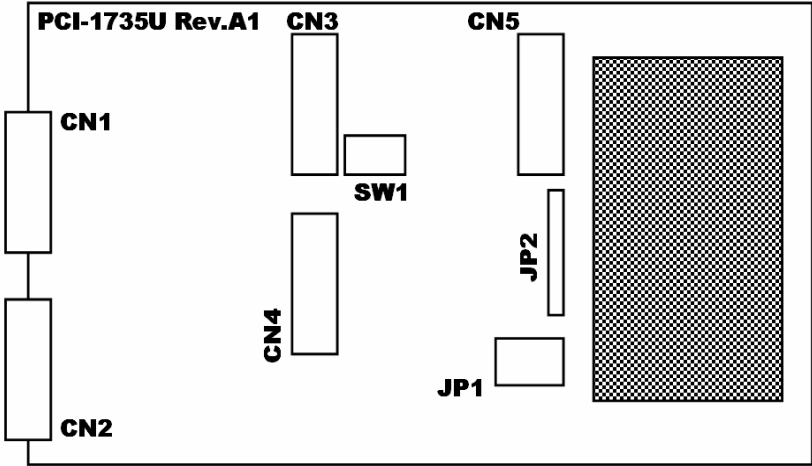 PCI-1735U Rev.A1
CN3
CN5
CN1
SW1
JP2
CN4
JP1
CN2